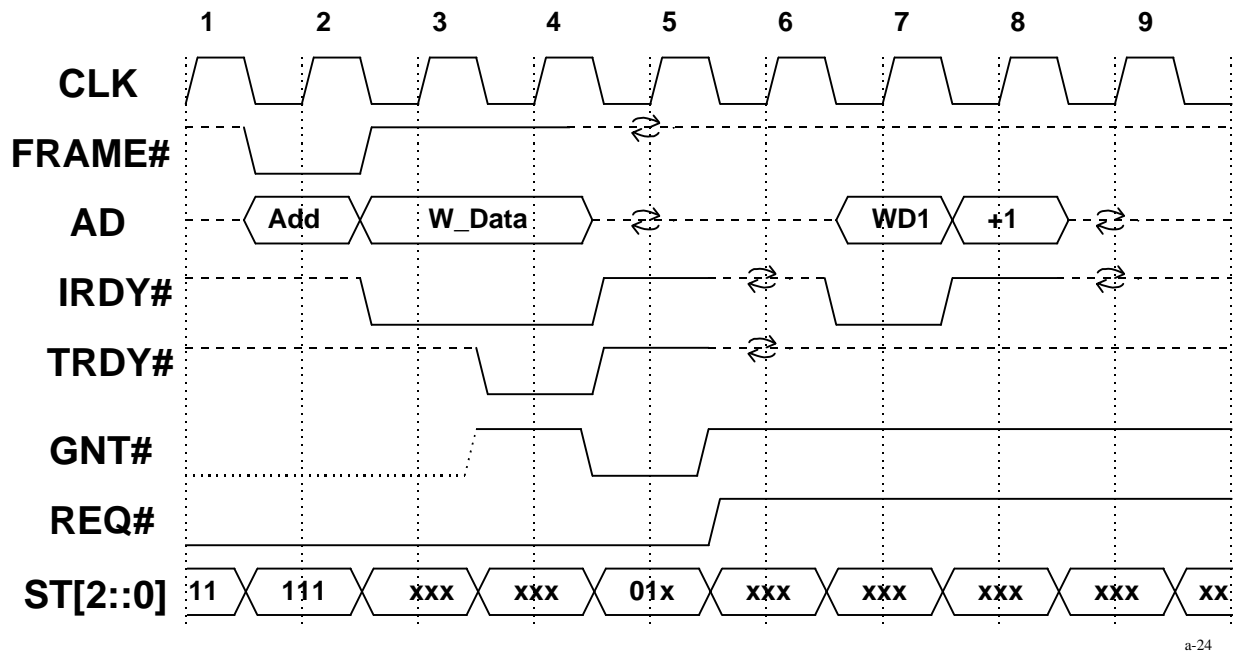 1 2 3 4 5 6 7 8 9
CLK
FRAME#
AD Add W_Data WD1 +1
IRDY#
TRDY#
GNT#
REQ#
ST[2::0] 11 111 xxx xxx 01x xxx xxx xxx xxx xx
a-24